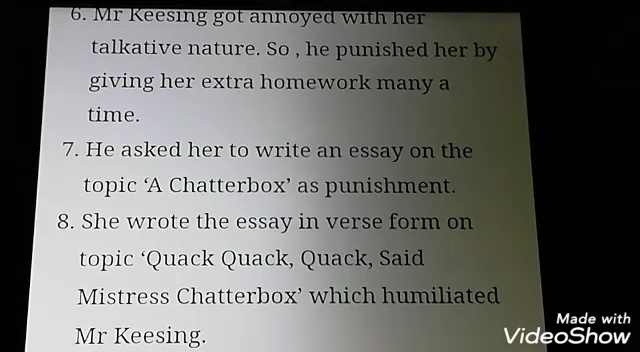 6. Mr Keesing got annoyed with her
talkative nature. So , he punished her by
giving her extra homework many a
time.
7. He asked her to write an essay on the
topic ‘A Chatterbox’ as punishment.
8. She wrote the essay in verse form on
topic ‘Quack Quack, Quack, Said
Mistress Chatterbox’ which humiliated
Mr Keesing.
Made with
VideoShow